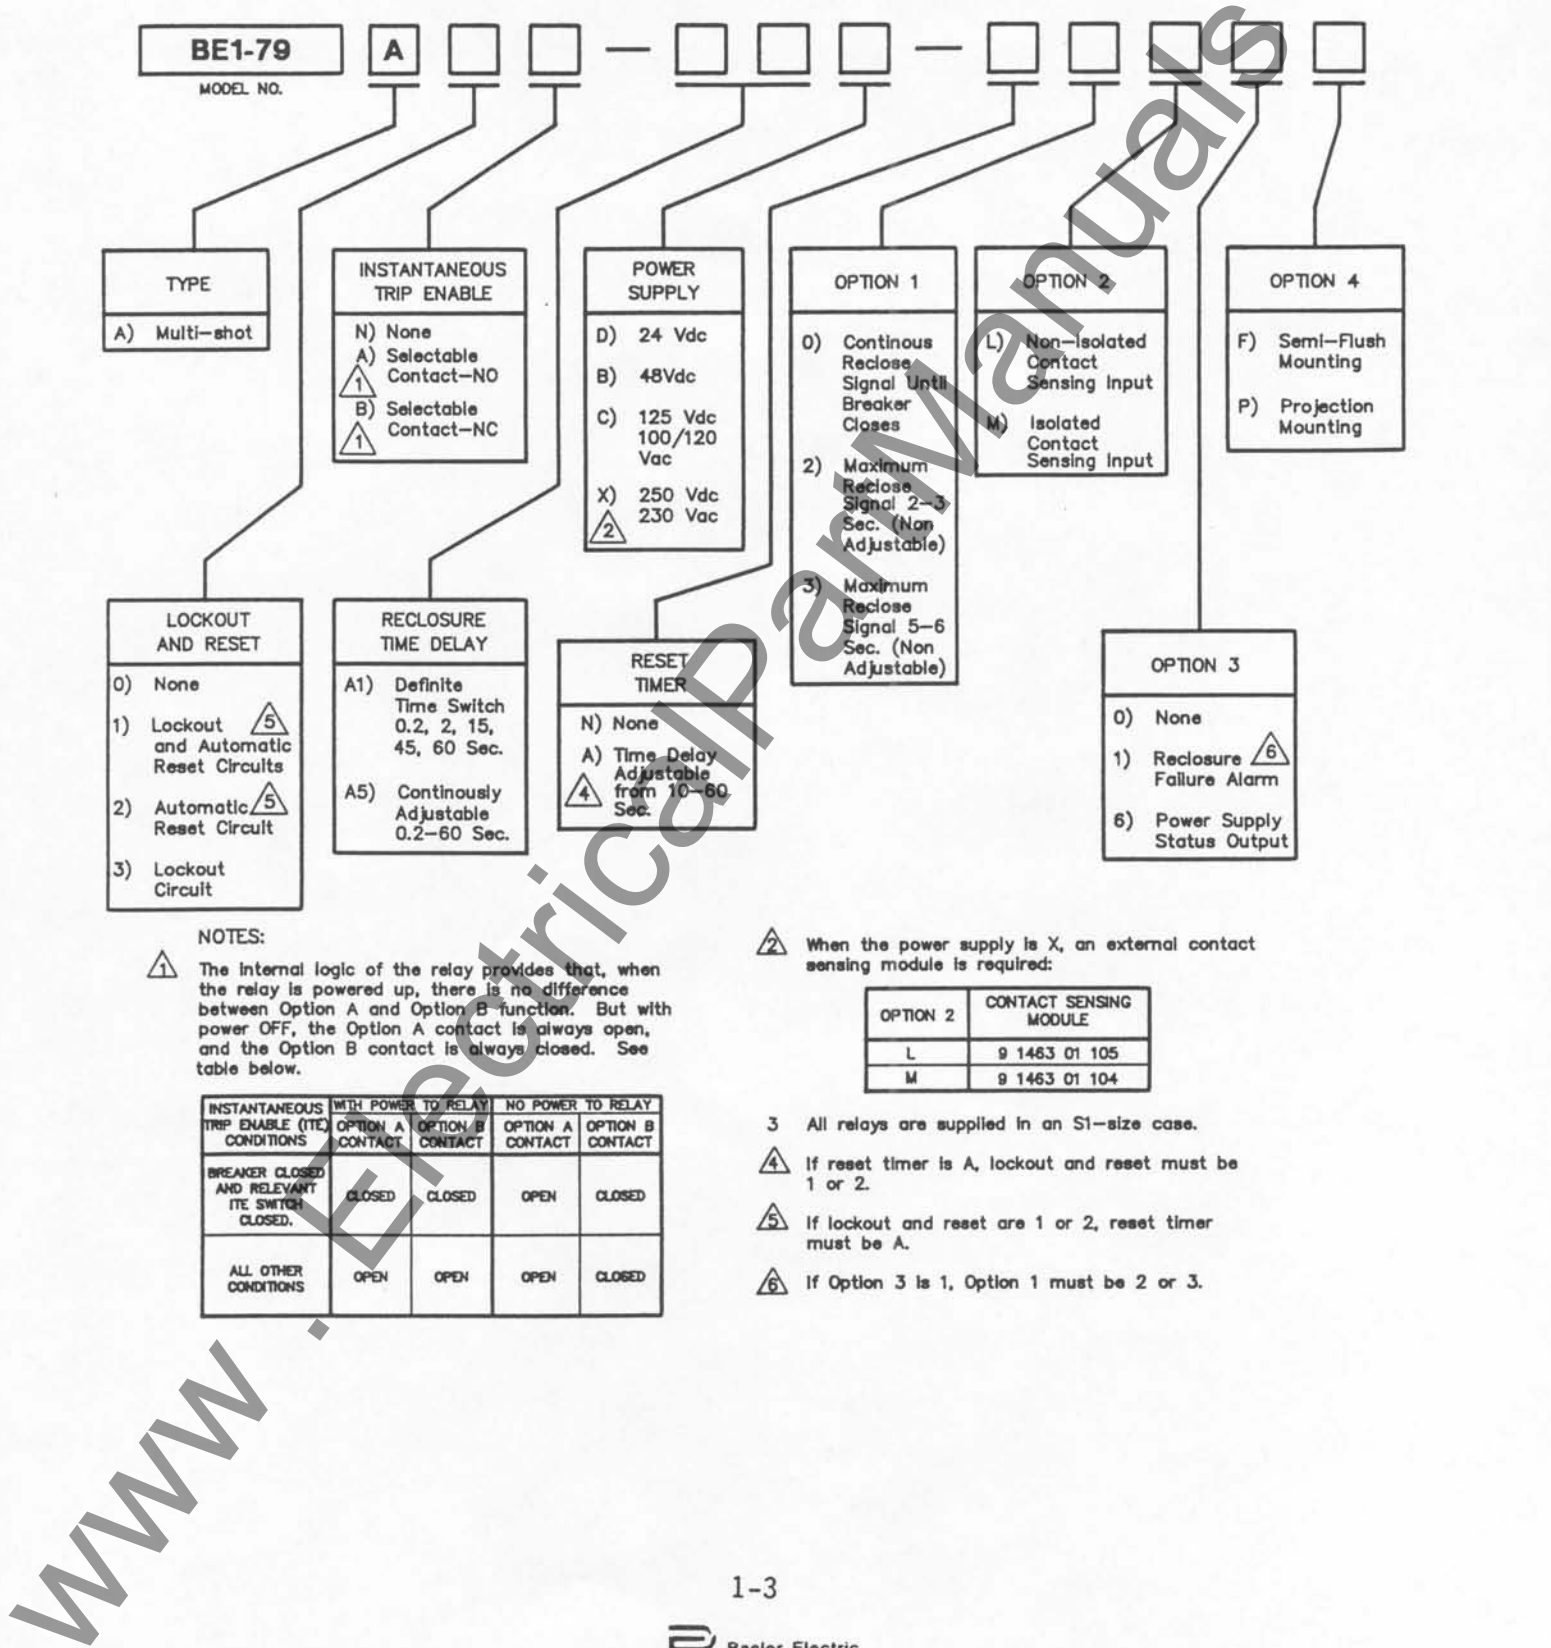 BE1-79 A
MODEL NO.
TYPE
A) Multi-shot
INSTANTANEOUS
TRIP ENABLE
N) None
A) Selectable
1 Contact-NO
B) Selectable
1 Contact-NC
POWER
SUPPLY
D) 24 Vdc
B) 48Vdc
C) 125 Vdc
100/120
Vac
X) 250 Vdc
2 230 Vac
OPTION 1
0) Continous
Reclose
Signal Until
Breaker
Closes
2) Maximum
Reclose
Signal 2-3
Sec. (Non
Adjustable)
3) Maximum
Reclose
Signal 5-6
Sec. (Non
Adjustable)
OPTION 2
L) Non-Isolated
Contact
Sensing Input
M) Isolated
Contact
Sensing Input
OPTION 4
F) Semi-Flush
Mounting
P) Projection
Mounting
LOCKOUT
AND RESET
0) None
1) Lockout 5
and Automatic
Reset Circuits
2) Automatic 5
Reset Circuit
3) Lockout
Circuit
RECLOSURE
TIME DELAY
A1) Definite
Time Switch
0.2, 2, 15,
45, 60 Sec.
A5) Continously
Adjustable
0.2-60 Sec.
RESET
TIMER
N) None
A) Time Delay
Adjustable
4 from 10-60
Sec.
OPTION 3
0) None
1) Reclosure 6
Failure Alarm
6) Power Supply
Status Output
NOTES:
1 The internal logic of the relay provides that, when
the relay is powered up, there is no difference
between Option A and Option B function. But with
power OFF, the Option A contact is always open,
and the Option B contact is always closed. See
table below.
INSTANTANEOUS
TRIP ENABLE (ITE)
CONDITIONS
WITH POWER TO RELAY
NO POWER TO RELAY
OPTION A
CONTACT
OPTION B
CONTACT
OPTION A
CONTACT
OPTION B
CONTACT
BREAKER CLOSED
AND RELEVANT
ITE SWITCH
CLOSED.
CLOSED CLOSED OPEN CLOSED
ALL OTHER
CONDITIONS
OPEN OPEN OPEN CLOSED
2 When the power supply is X, an external contact
sensing module is required:
OPTION 2
CONTACT SENSING
MODULE
L 9 1463 01 105
M 9 1463 01 104
3 All relays are supplied in an S1-size case.
4 If reset timer is A, lockout and reset must be
1 or 2.
5 If lockout and reset are 1 or 2, reset timer
must be A.
6 If Option 3 is 1, Option 1 must be 2 or 3.
1-3
Basler Electric
www.ElectricalPartManuals